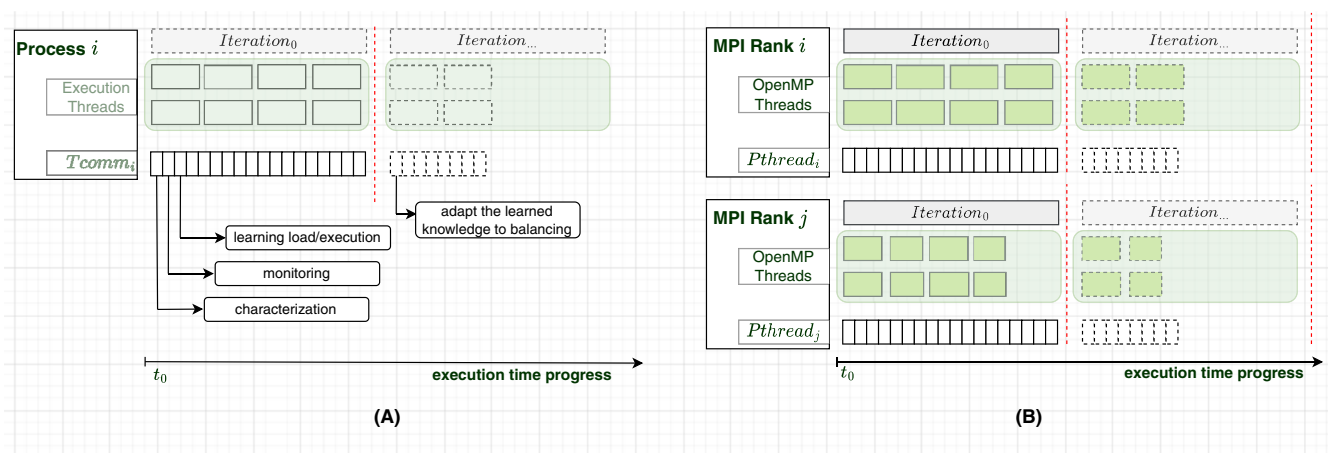 Process i
Iteration₀
Iteration...
Execution
Threads
Tcommᵢ
adapt the learned
knowledge to balancing
learning load/execution
monitoring
characterization
t₀
execution time progress
(A)
MPI Rank i
Iteration₀
Iteration...
OpenMP
Threads
Pthreadᵢ
MPI Rank j
Iteration₀
Iteration...
OpenMP
Threads
Pthreadⱼ
t₀
execution time progress
(B)